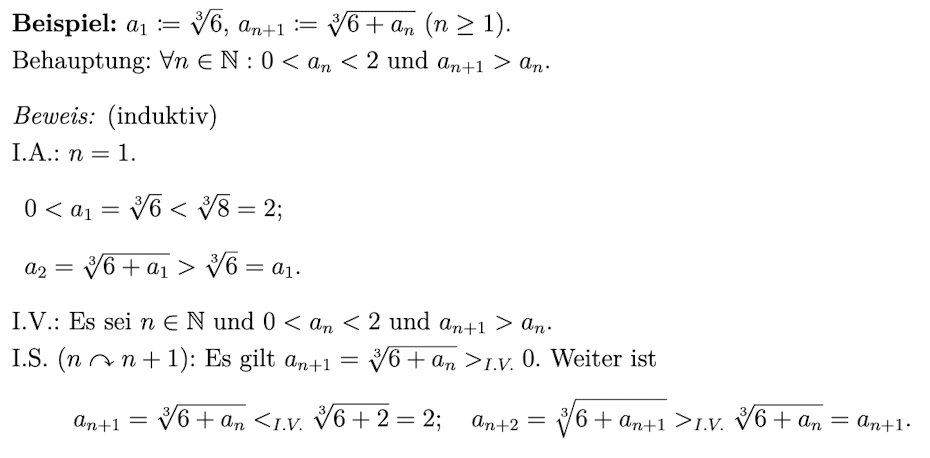 Beispiel: a₁ := ∛6, aₙ₊₁ := ∛(6 + aₙ) (n ≥ 1).
Behauptung: ∀n ∈ ℕ : 0 < aₙ < 2 und aₙ₊₁ > aₙ.
Beweis: (induktiv)
I.A.: n = 1.
0 < a₁ = ∛6 < ∛8 = 2;
a₂ = ∛(6 + a₁) > ∛6 = a₁.
I.V.: Es sei n ∈ ℕ und 0 < aₙ < 2 und aₙ₊₁ > aₙ.
I.S. (n ↷ n + 1): Es gilt aₙ₊₁ = ∛(6 + aₙ) >_{I.V.} 0. Weiter ist
aₙ₊₁ = ∛(6 + aₙ) <_{I.V.} ∛(6 + 2) = 2; aₙ₊₂ = ∛(6 + aₙ₊₁) >_{I.V.} ∛(6 + aₙ) = aₙ₊₁.